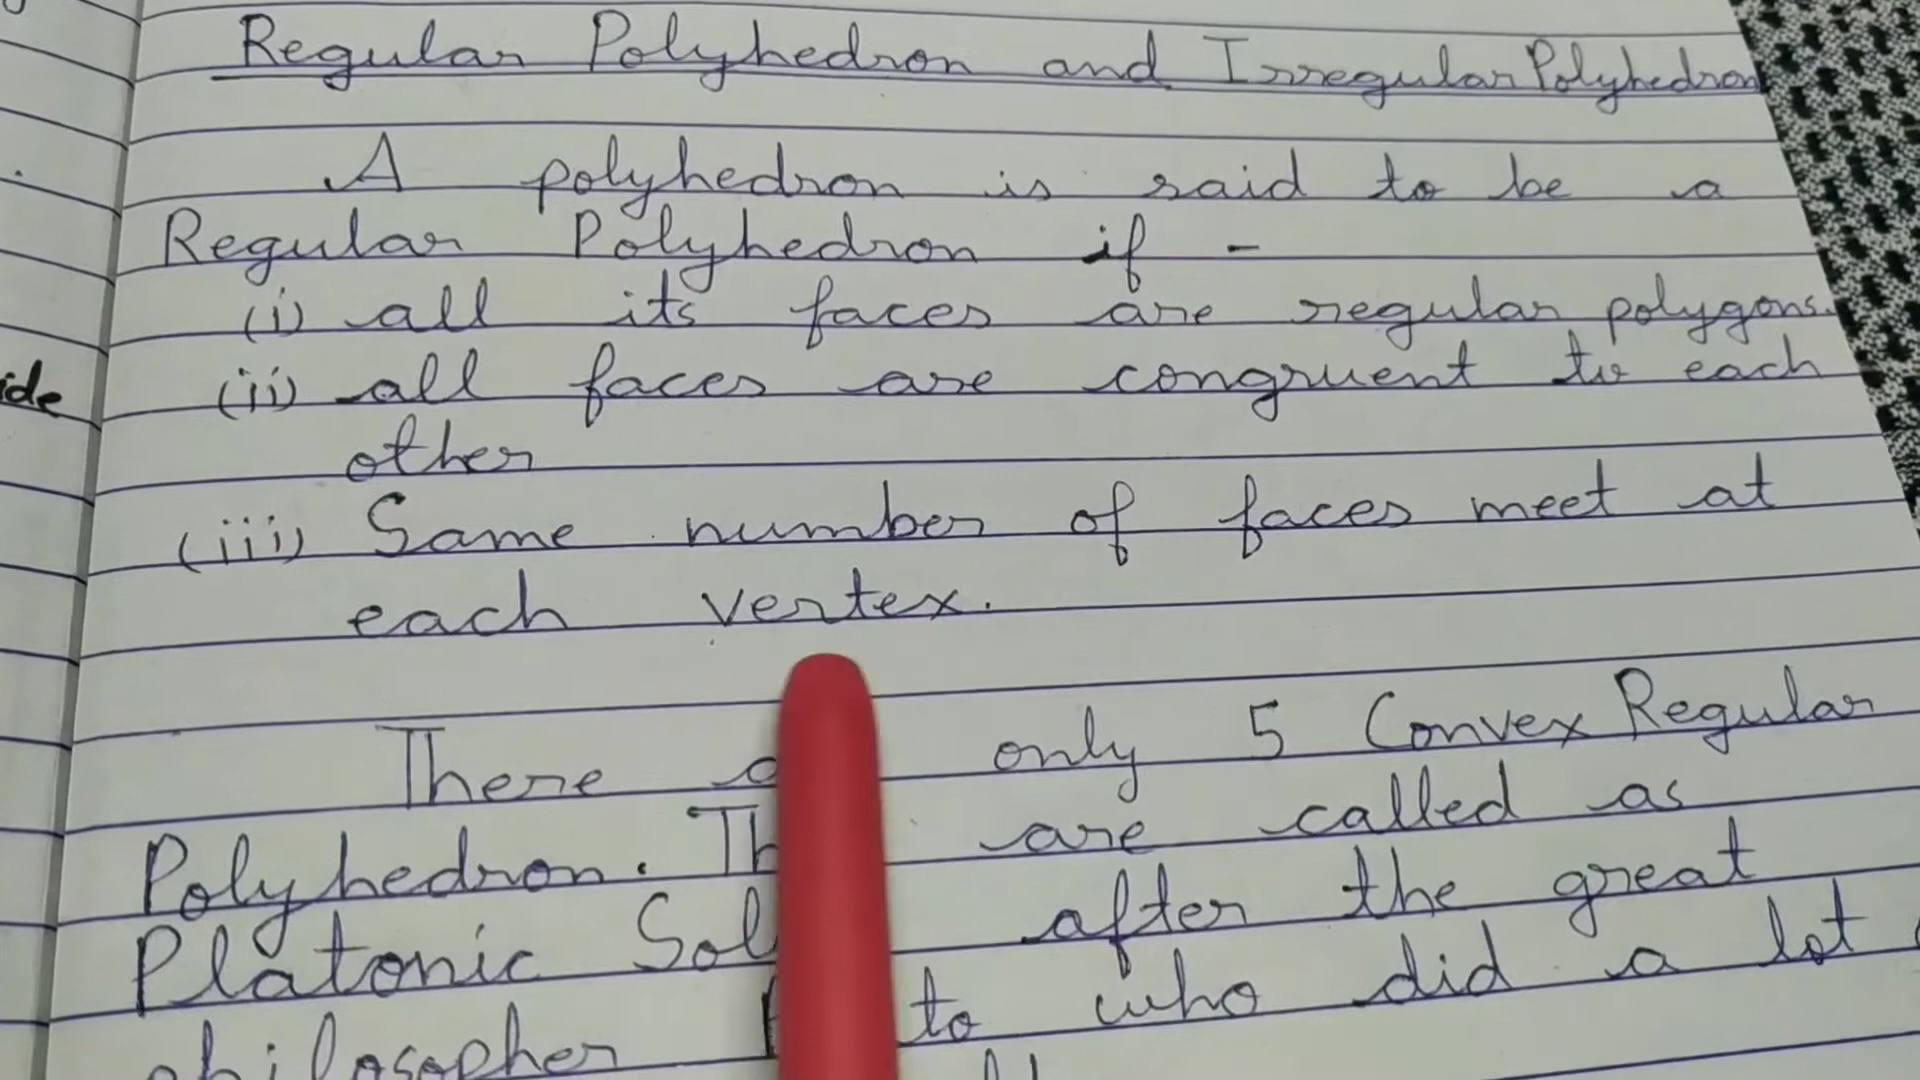 Regular Polyhedron and Irregular Polyhedron
A polyhedron is said to be a
Regular Polyhedron if -
(i) all its faces are regular polygons.
ide (ii) all faces are congruent to each
other
(iii) Same number of faces meet at
each vertex.
There only 5 Convex Regular
Polyhedron. are called as
Platonic after the great
philosopher who did a lot